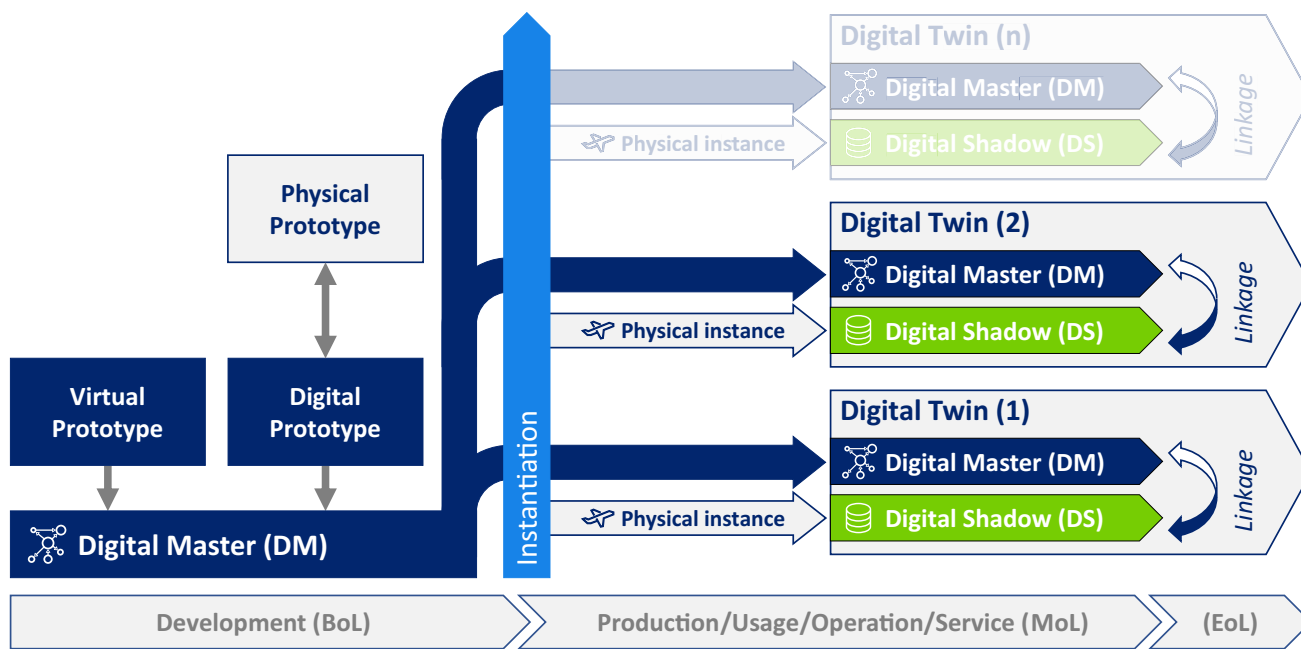 Digital Twin (n)
Digital Master (DM)
Physical instance
Digital Shadow (DS)
Linkage
Physical
Prototype
Digital Twin (2)
Digital Master (DM)
Physical instance
Digital Shadow (DS)
Linkage
Virtual
Prototype
Digital
Prototype
Digital Twin (1)
Digital Master (DM)
Physical instance
Digital Shadow (DS)
Linkage
Digital Master (DM)
Instantiation
Development (BoL)
Production/Usage/Operation/Service (MoL)
(EoL)